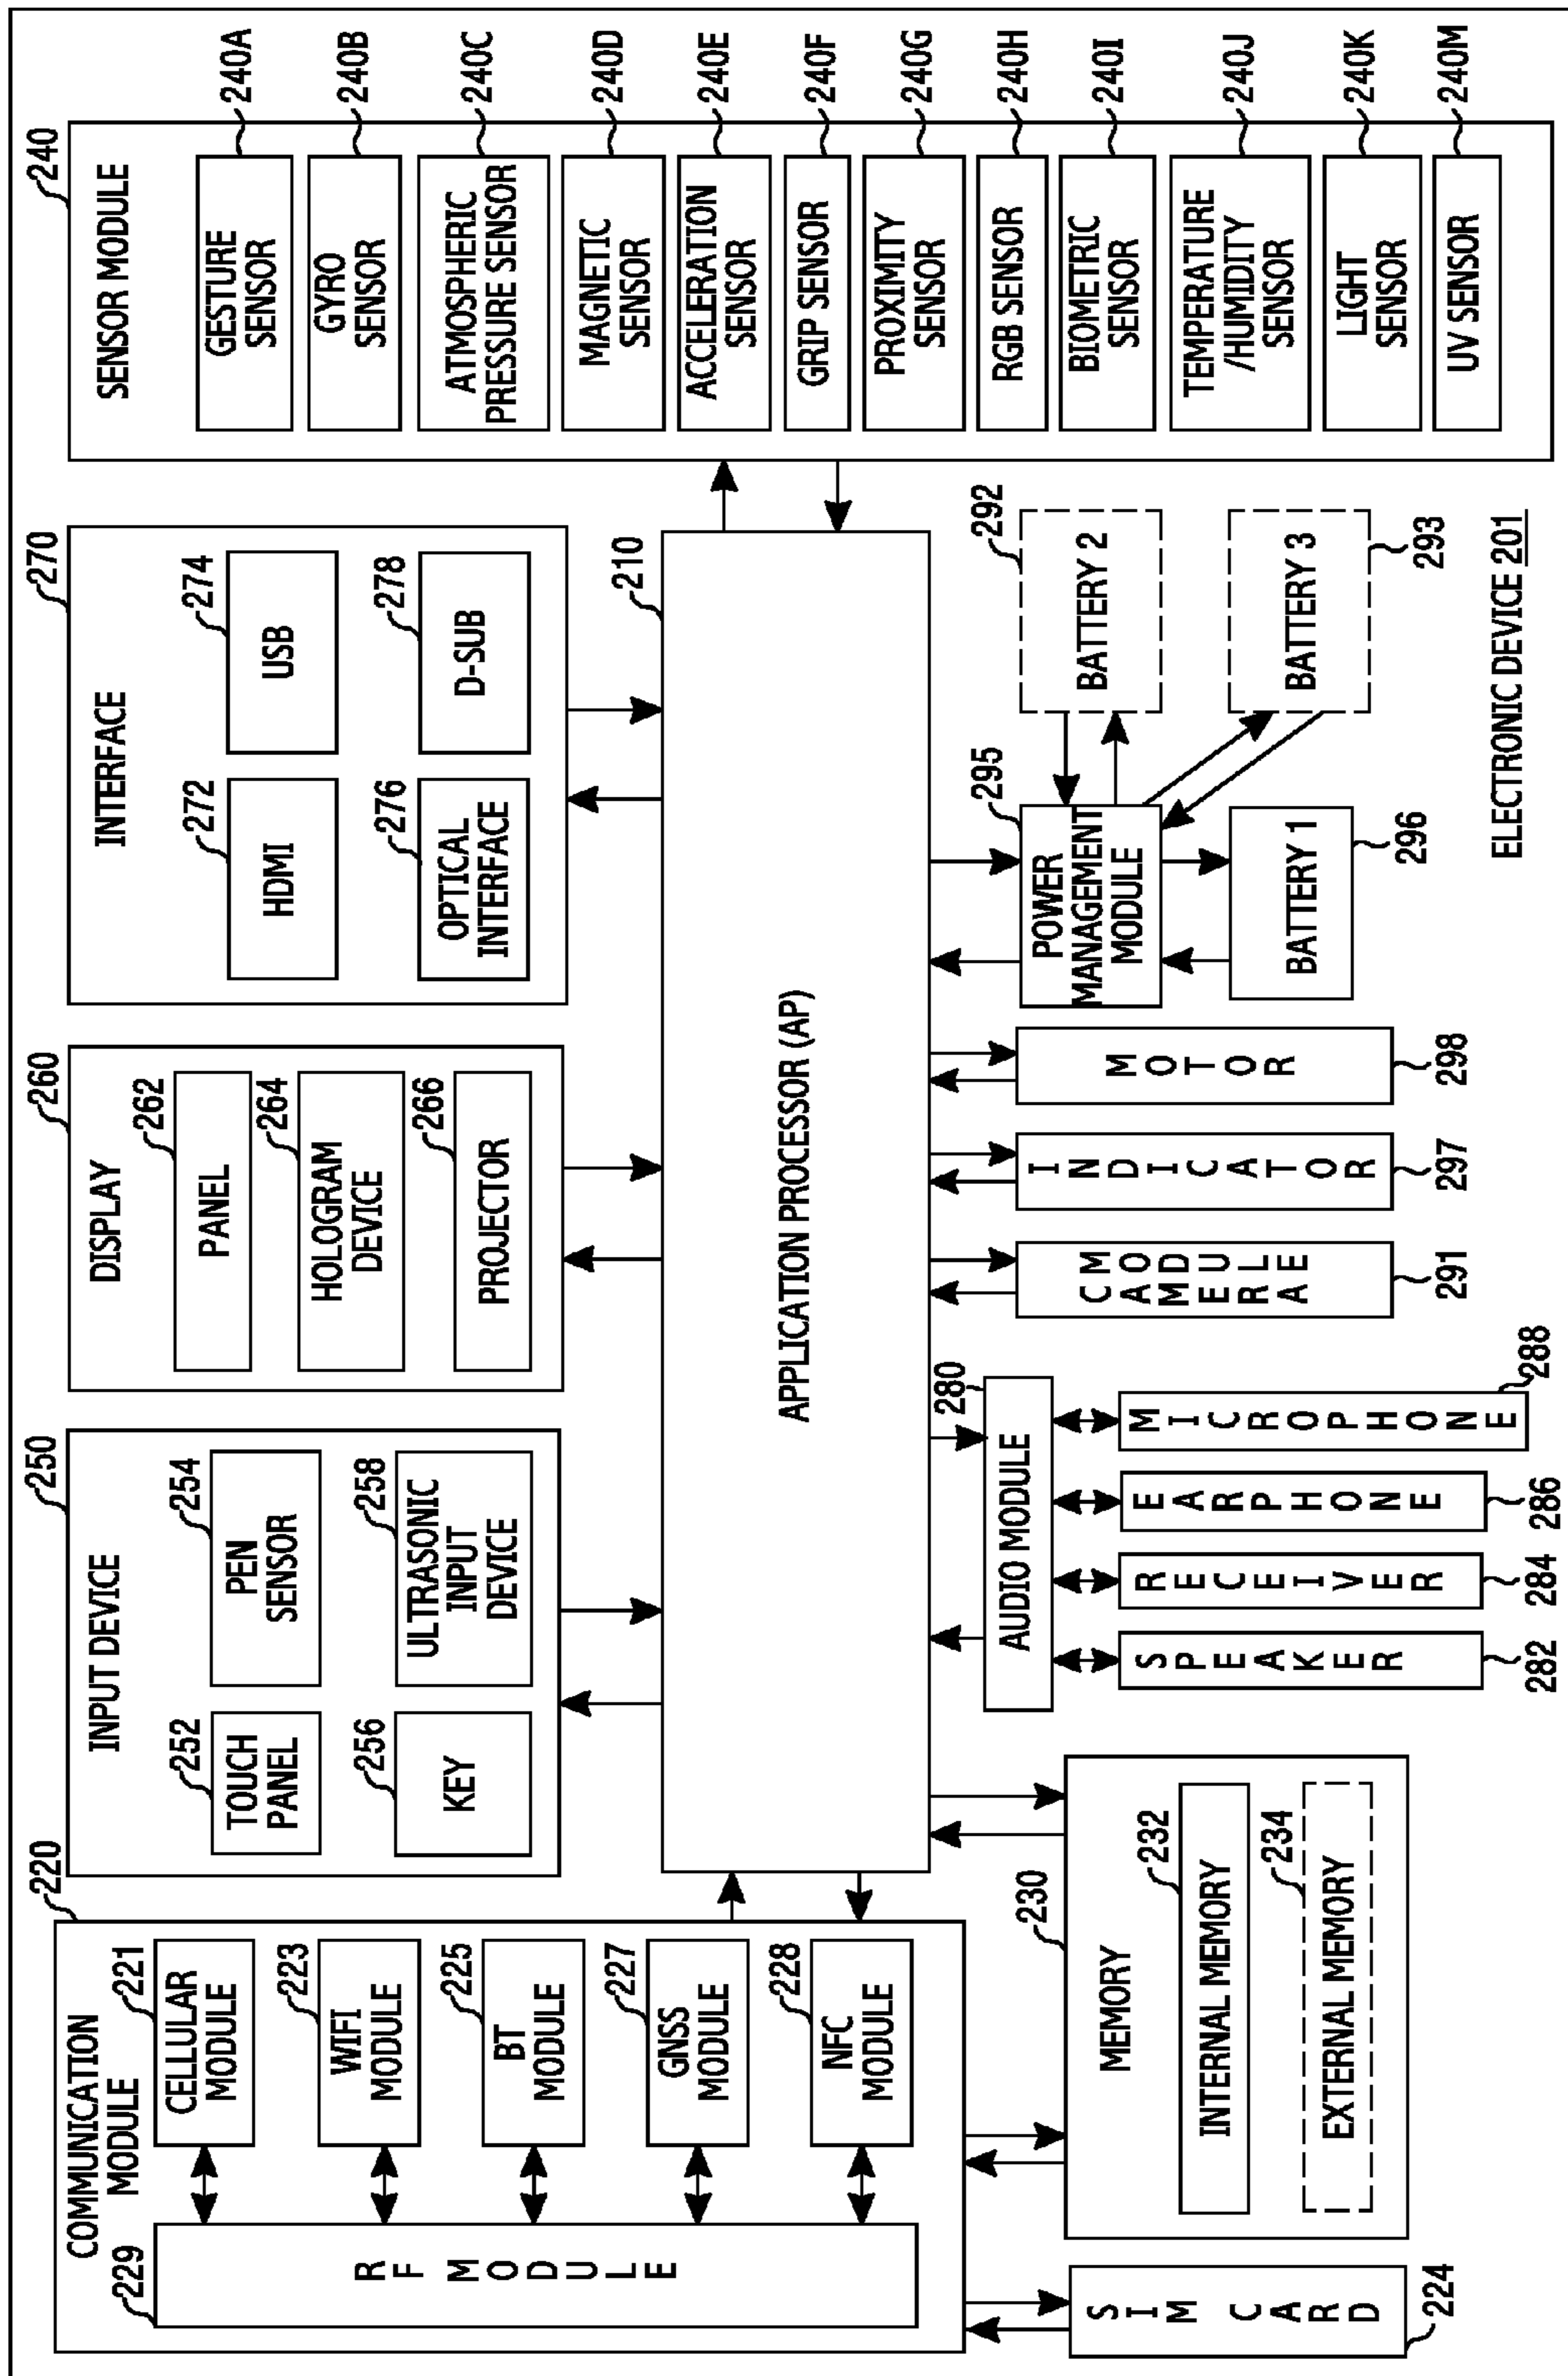 COMMUNICATION
MODULE
220
229
RF MODULE
221
CELLULAR
MODULE
223
WIFI
MODULE
225
BT
MODULE
227
GNSS
MODULE
228
NFC
MODULE
INPUT DEVICE
250
252
TOUCH
PANEL
254
PEN
SENSOR
256
KEY
258
ULTRASONIC
INPUT
DEVICE
DISPLAY
260
262
PANEL
264
HOLOGRAM
DEVICE
266
PROJECTOR
INTERFACE
270
272
HDMI
274
USB
276
OPTICAL
INTERFACE
278
D-SUB
240
SENSOR MODULE
GESTURE
SENSOR
240A
GYRO
SENSOR
240B
ATMOSPHERIC
PRESSURE SENSOR
240C
MAGNETIC
SENSOR
240D
ACCELERATION
SENSOR
240E
GRIP SENSOR
240F
PROXIMITY
SENSOR
240G
RGB SENSOR
240H
BIOMETRIC
SENSOR
240I
TEMPERATURE
/HUMIDITY
SENSOR
240J
LIGHT
SENSOR
240K
UV SENSOR
240M
210
APPLICATION PROCESSOR (AP)
SIM CARD
224
230
MEMORY
232
INTERNAL MEMORY
234
EXTERNAL MEMORY
280
AUDIO MODULE
SPEAKER
282
RECEIVER
284
EARPHONE
286
MICROPHONE
288
CAMERA
MODULE
291
INDICATOR
297
MOTOR
298
295
POWER
MANAGEMENT
MODULE
BATTERY 1
296
292
BATTERY 2
BATTERY 3
293
ELECTRONIC DEVICE 201